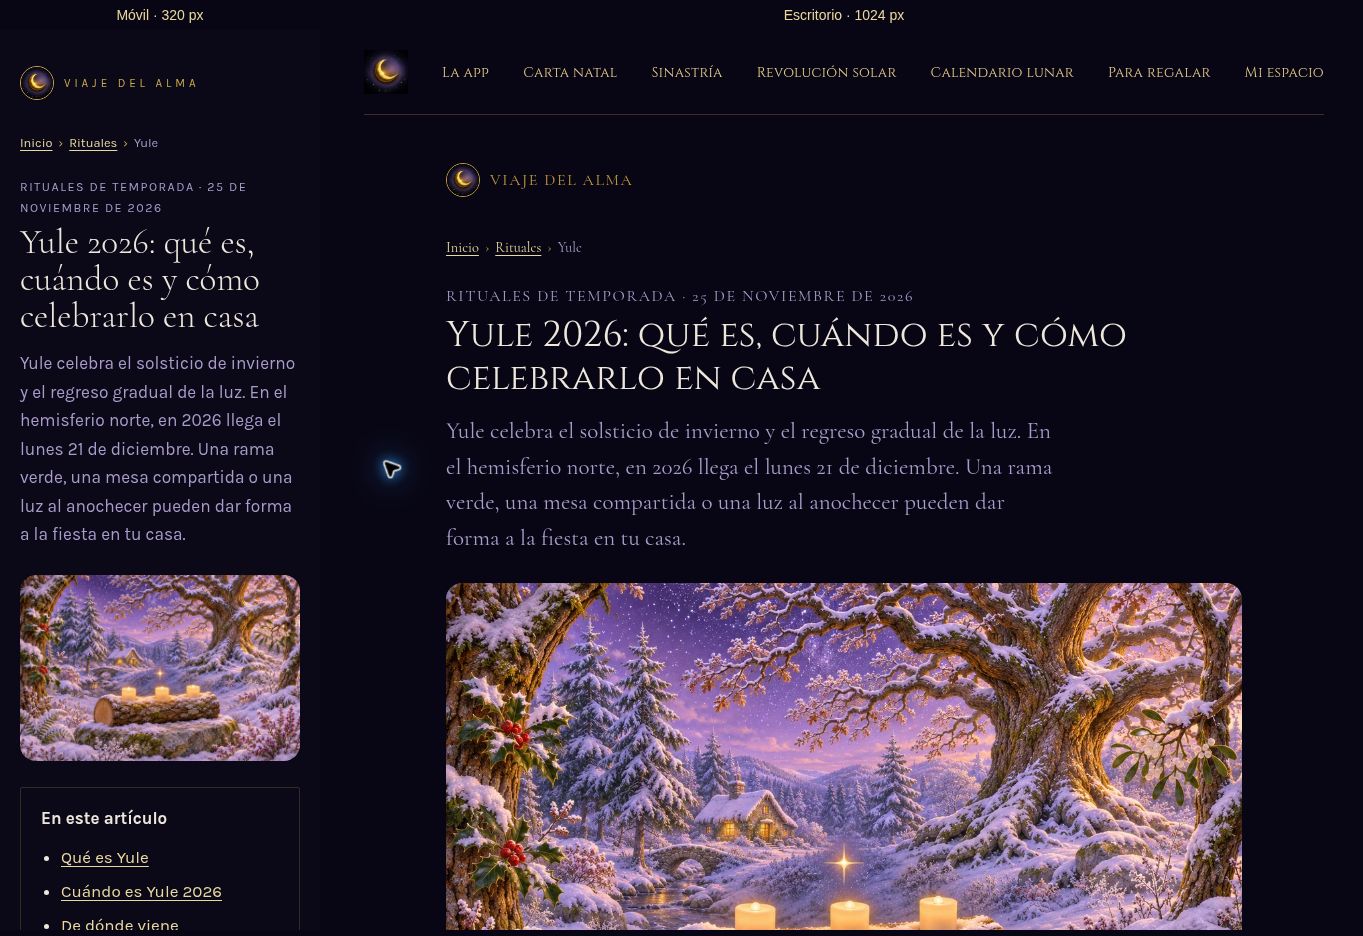 Móvil · 320 px
VIAJE DEL ALMA
Inicio › Rituales › Yule
RITUALES DE TEMPORADA · 25 DE
NOVIEMBRE DE 2026
Yule 2026: qué es,
cuándo es y cómo
celebrarlo en casa
Yule celebra el solsticio de invierno
y el regreso gradual de la luz. En el
hemisferio norte, en 2026 llega el
lunes 21 de diciembre. Una rama
verde, una mesa compartida o una
luz al anochecer pueden dar forma
a la fiesta en tu casa.
En este artículo
• Qué es Yule
• Cuándo es Yule 2026
• De dónde viene
Escritorio · 1024 px
La app Carta natal Sinastría Revolución solar Calendario lunar Para regalar Mi espacio
VIAJE DEL ALMA
Inicio › Rituales › Yule
RITUALES DE TEMPORADA · 25 DE NOVIEMBRE DE 2026
Yule 2026: qué es, cuándo es y cómo
celebrarlo en casa
Yule celebra el solsticio de invierno y el regreso gradual de la luz. En
el hemisferio norte, en 2026 llega el lunes 21 de diciembre. Una rama
verde, una mesa compartida o una luz al anochecer pueden dar
forma a la fiesta en tu casa.